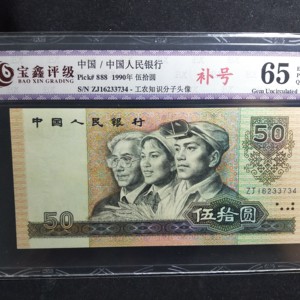 宝鑫评级
BAO XIN GRADING
中国 / 中国人民银行
Pick# 888 1990年 伍拾圆
S/N ZJ16233734 - 工农知识分子头像
补号
65
Gem Uncirculated
中国人民银行
50
ZJ16233734
50
伍拾圆